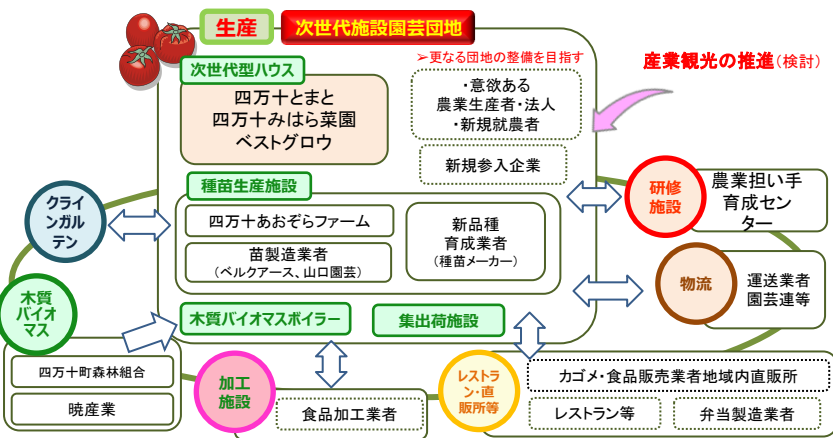 生産
次世代施設園芸団地
➢更なる団地の整備を目指す
産業観光の推進(検討)
次世代型ハウス
四万十とまと
四万十みはら菜園
ベストグロウ
・意欲ある
農業生産者・法人
・新規就農者
新規参入企業
種苗生産施設
四万十あおぞらファーム
苗製造業者
(ベルクアース、山口園芸)
新品種
育成業者
(種苗メーカー)
木質バイオマスボイラー
集出荷施設
クライ
ンガル
テン
木質
バイオ
マス
四万十町森林組合
暁産業
加工
施設
食品加工業者
レストラ
ン・直
販所等
カゴメ・食品販売業者地域内直販所
レストラン等
弁当製造業者
研修
施設
農業担い手
育成セン
ター
物流
運送業者
園芸連等